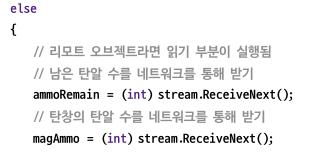 else
{
// 리모트 오브젝트라면 읽기 부분이 실행됨
// 남은 탄알 수를 네트워크를 통해 받기
ammoRemain = (int) stream.ReceiveNext();
// 탄창의 탄알 수를 네트워크를 통해 받기
magAmmo = (int) stream.ReceiveNext();